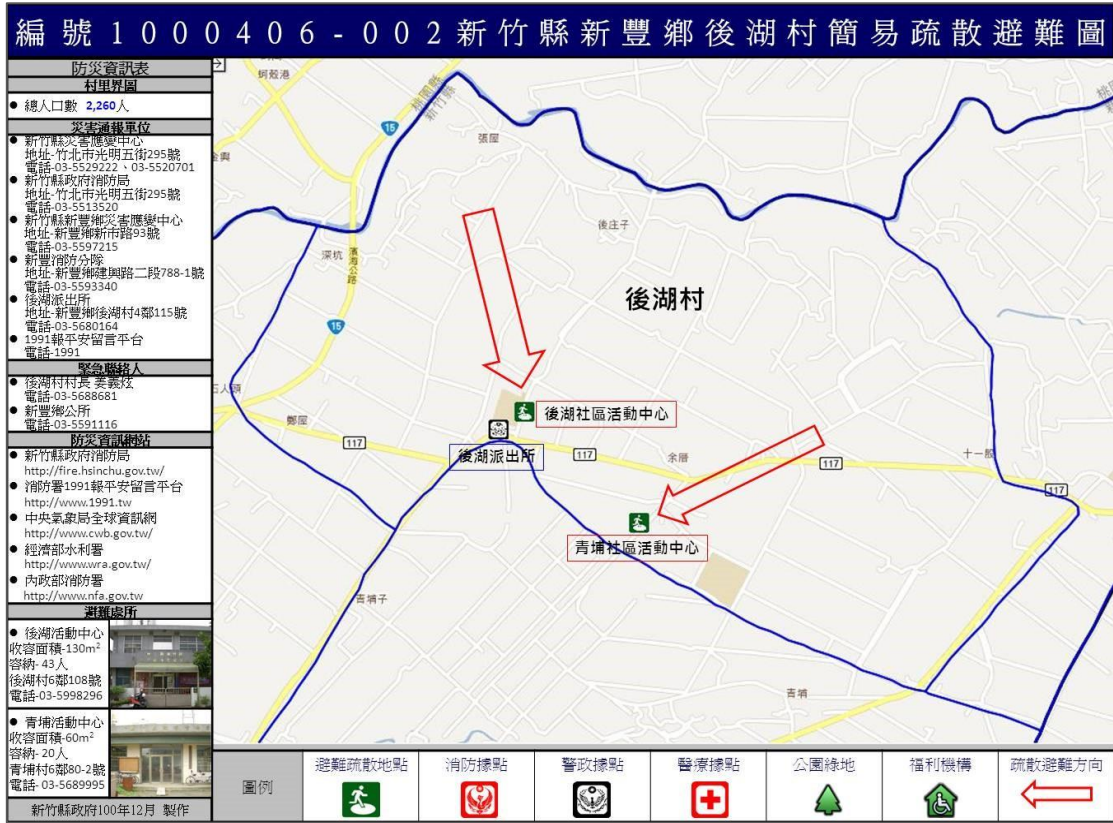 編號1000406-002新竹縣新豐鄉後湖村簡易疏散避難圖
防災資訊表
村里界圖
● 總人口數 2,260人
災害通報單位
● 新竹縣災害應變中心
地址-竹北市光明五街295號
電話-03-5529222、03-5520701
● 新竹縣政府消防局
地址-竹北市光明五街295號
電話-03-5513520
● 新竹縣新豐鄉災害應變中心
地址-新豐鄉新市路93號
電話-03-5597215
● 新豐消防分隊
地址-新豐鄉建興路二段788-1號
電話-03-5593340
● 後湖派出所
地址-新豐鄉後湖村4鄰115號
電話-03-5680164
● 1991報平安留言平台
電話-1991
緊急聯絡人
● 後湖村村長 姜義炫
電話-03-5688681
● 新豐鄉公所
電話-03-5591116
防災資訊網站
● 新竹縣政府消防局
http://fire.hsinchu.gov.tw/
● 消防署1991報平安留言平台
http://www.1991.tw
● 中央氣象局全球資訊網
http://www.cwb.gov.tw/
● 經濟部水利署
http://www.wra.gov.tw/
● 內政部消防署
http://www.nfa.gov.tw
避難處所
● 後湖活動中心
收容面積-130m²
容納- 43人
後湖村6鄰108號
電話-03-5998296
● 青埔活動中心
收容面積-60m²
容納- 20人
青埔村6鄰80-2號
電話- 03-5689995
新竹縣政府100年12月 製作
蚵殼港
桃園縣
新竹縣
15
張屋
後庄子
深坑
濱海公路
後湖村
15
石人頭
鄭屋
後湖社區活動中心
117
後湖派出所
117
余厝
117
十一股
117
青埔社區活動中心
青埔子
青埔
圖例
避難疏散地點
消防據點
警政據點
醫療據點
公園綠地
福利機構
疏散避難方向